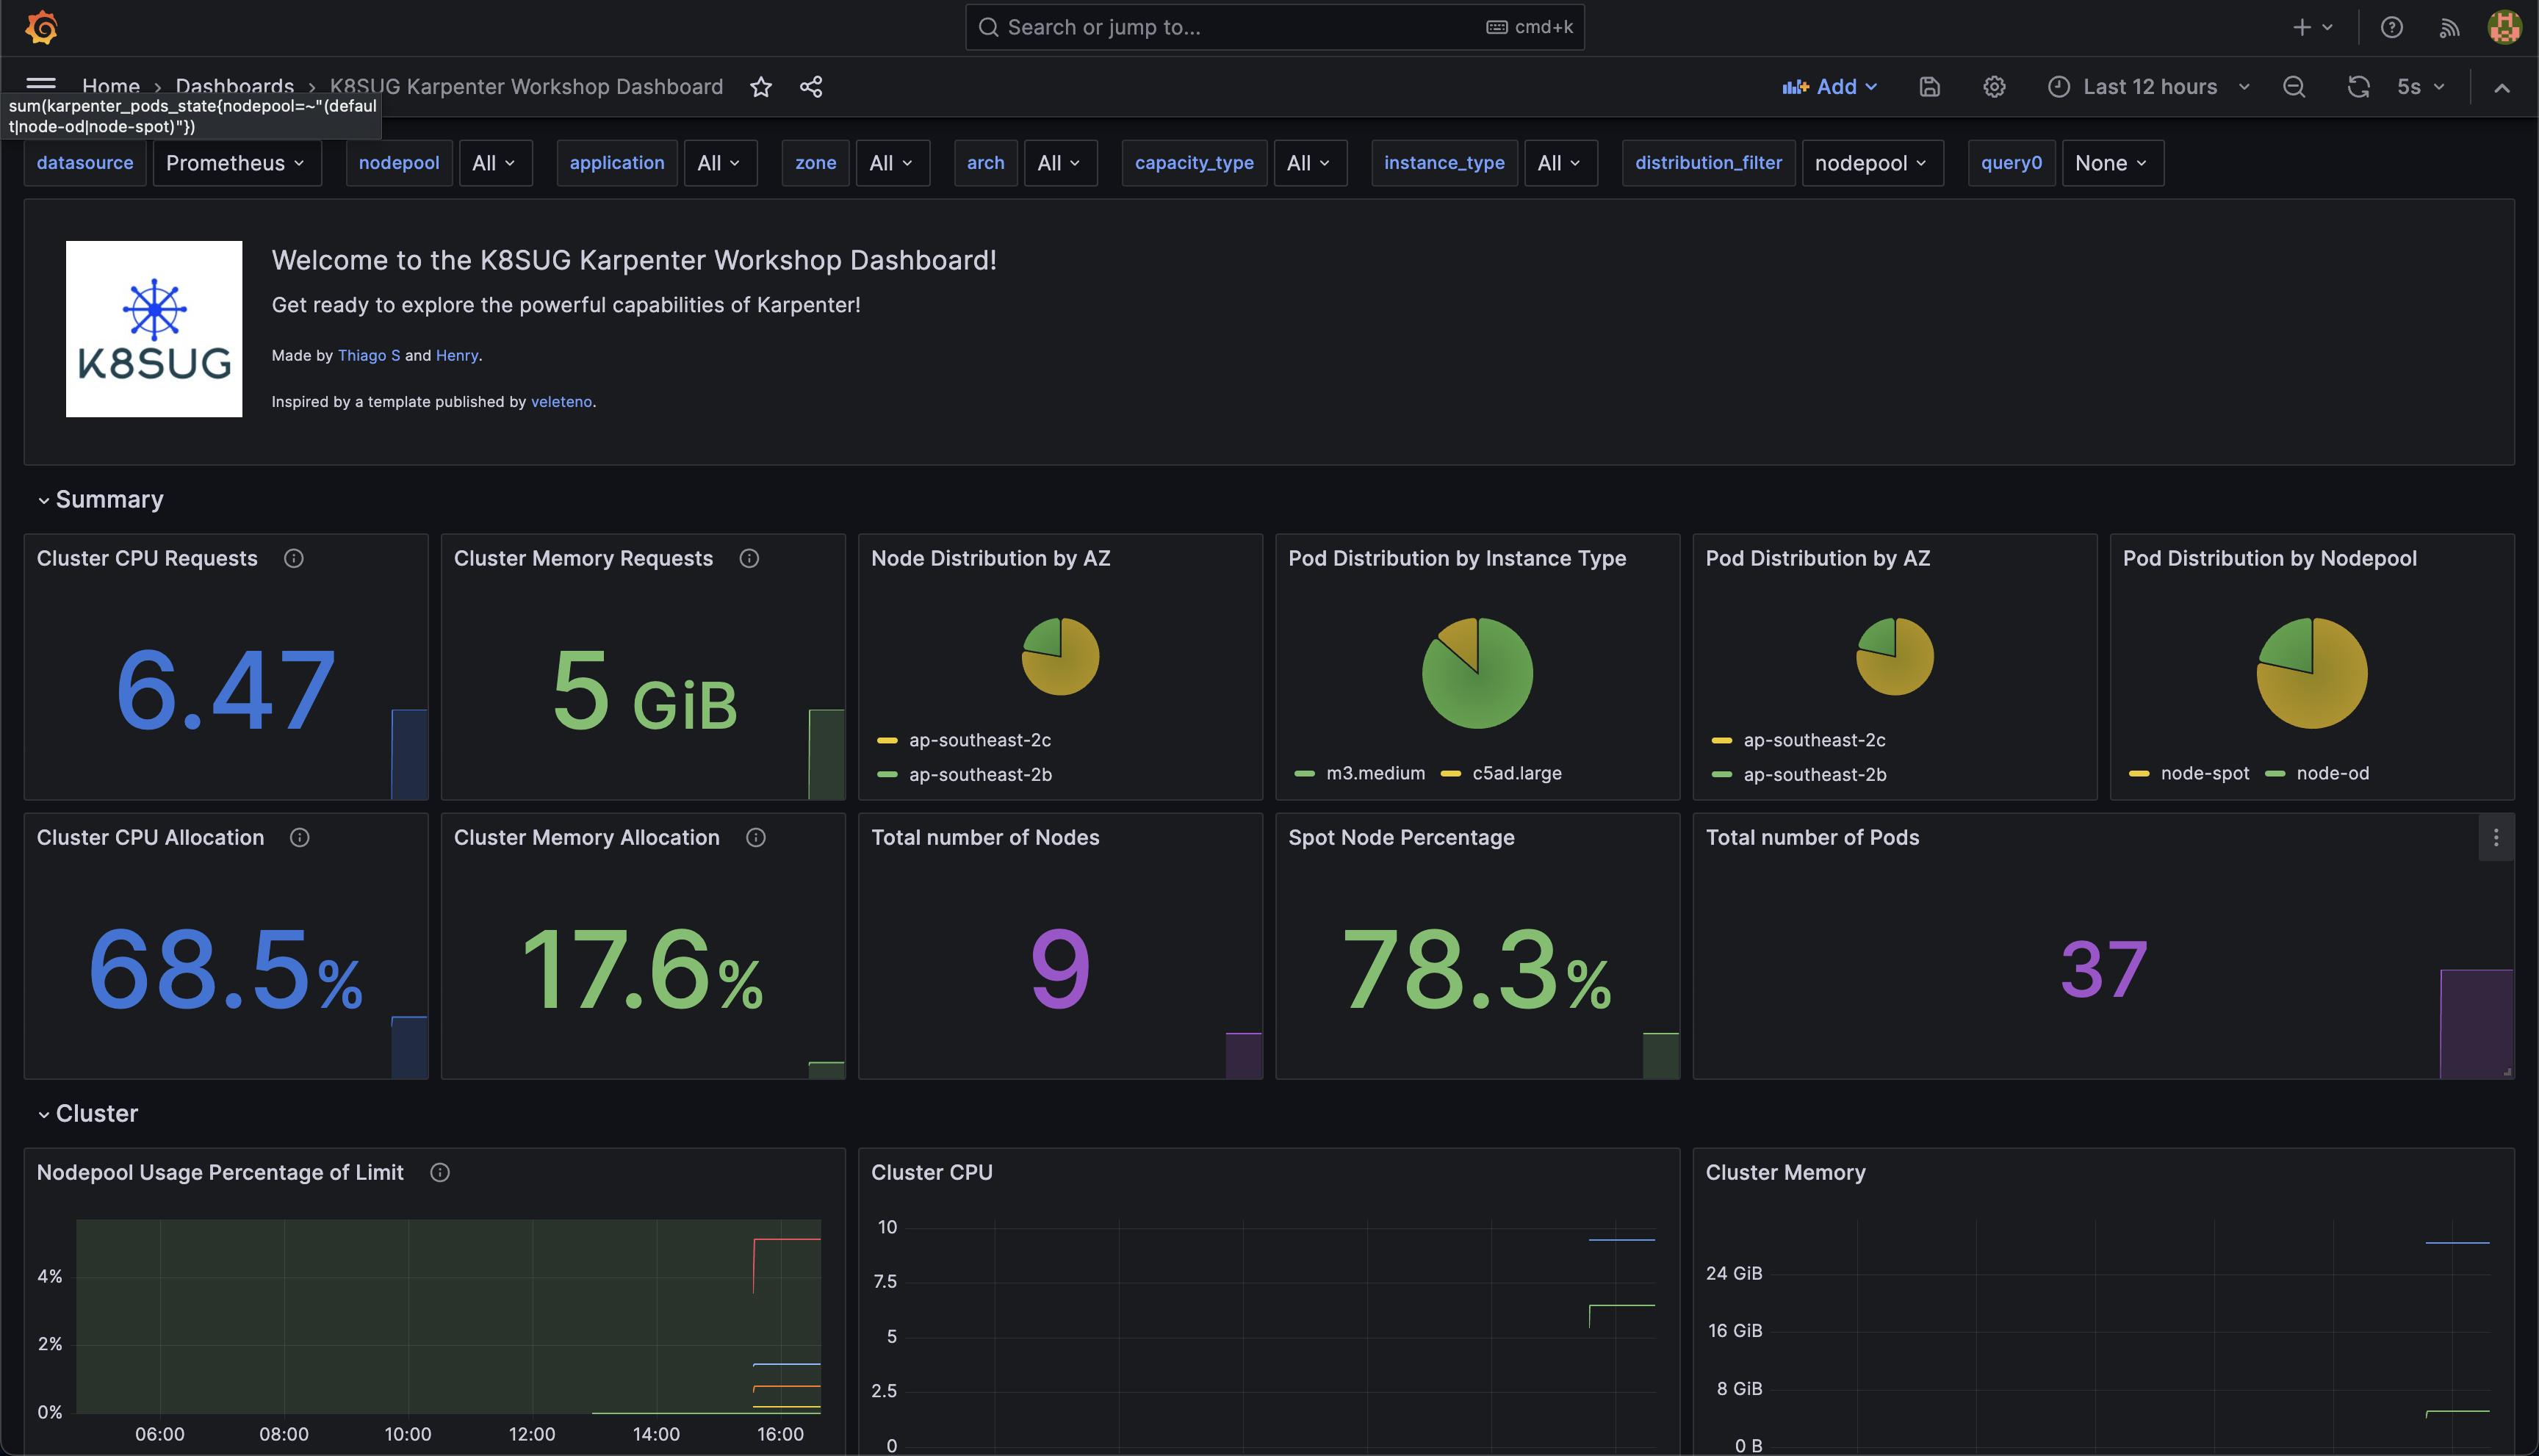 Search or jump to... cmd+k
Home › Dashboards › K8SUG Karpenter Workshop Dashboard
Add Last 12 hours 5s
sum(karpenter_pods_state{nodepool=~"(defaul
t|node-od|node-spot)"})
datasource Prometheus nodepool All application All zone All arch All capacity_type All instance_type All distribution_filter nodepool query0 None
K8SUG
Welcome to the K8SUG Karpenter Workshop Dashboard!
Get ready to explore the powerful capabilities of Karpenter!
Made by Thiago S and Henry.
Inspired by a template published by veleteno.
Summary
Cluster CPU Requests
6.47
Cluster Memory Requests
5 GiB
Node Distribution by AZ
ap-southeast-2c
ap-southeast-2b
Pod Distribution by Instance Type
m3.medium c5ad.large
Pod Distribution by AZ
ap-southeast-2c
ap-southeast-2b
Pod Distribution by Nodepool
node-spot node-od
Cluster CPU Allocation
68.5%
Cluster Memory Allocation
17.6%
Total number of Nodes
9
Spot Node Percentage
78.3%
Total number of Pods
37
Cluster
Nodepool Usage Percentage of Limit
4%
2%
0%
06:00 08:00 10:00 12:00 14:00 16:00
Cluster CPU
10
7.5
5
2.5
0
Cluster Memory
24 GiB
16 GiB
8 GiB
0 B